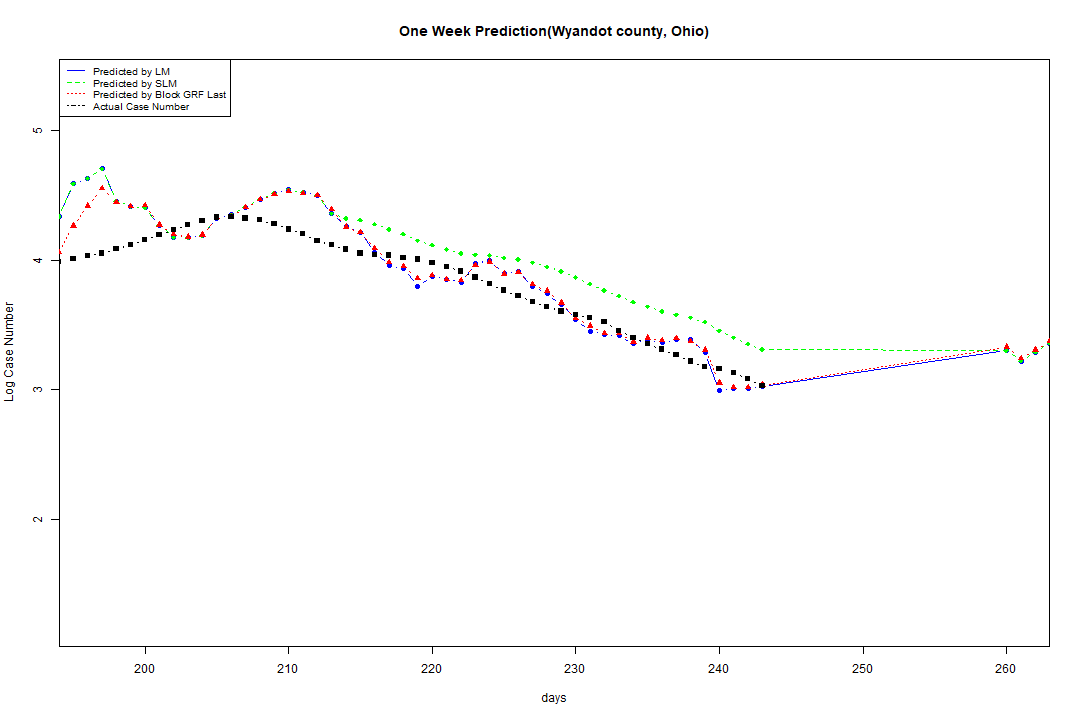 One Week Prediction(Wyandot county, Ohio)
Predicted by LM
Predicted by SLM
Predicted by Block GRF Last
Actual Case Number
5
4
3
2
Log Case Number
200 210 220 230 240 250 260
days